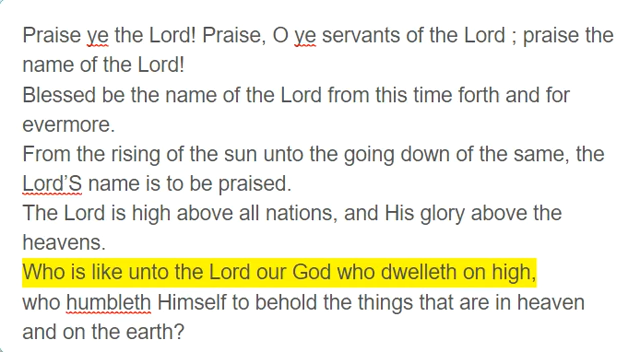 Praise ye the Lord! Praise, O ye servants of the Lord ; praise the
name of the Lord!
Blessed be the name of the Lord from this time forth and for
evermore.
From the rising of the sun unto the going down of the same, the
Lord’S name is to be praised.
The Lord is high above all nations, and His glory above the
heavens.
Who is like unto the Lord our God who dwelleth on high,
who humbleth Himself to behold the things that are in heaven
and on the earth?